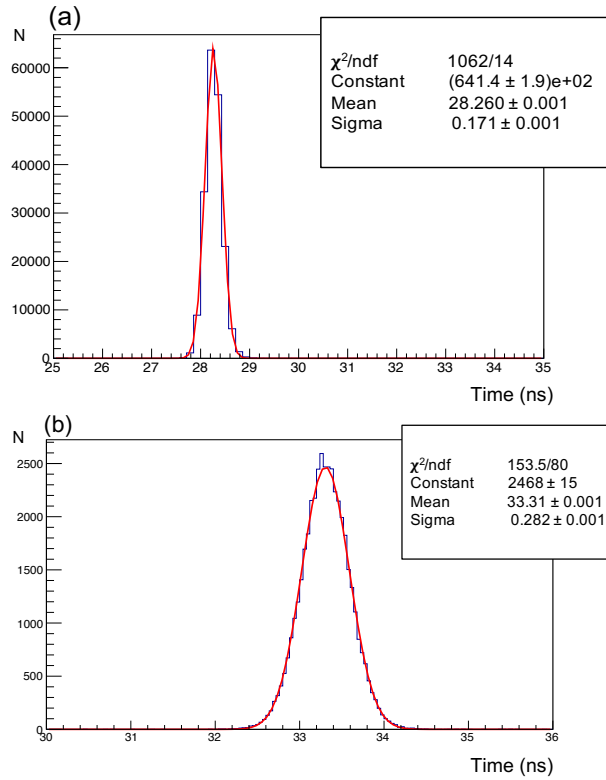 (a)
N
χ²/ndf 1062/14
Constant (641.4 ± 1.9)e+02
Mean 28.260 ± 0.001
Sigma 0.171 ± 0.001
60000
50000
40000
30000
20000
10000
0
25 26 27 28 29 30 31 32 33 34 35
Time (ns)
(b)
N
χ²/ndf 153.5/80
Constant 2468 ± 15
Mean 33.31 ± 0.001
Sigma 0.282 ± 0.001
2500
2000
1500
1000
500
0
30 31 32 33 34 35 36
Time (ns)